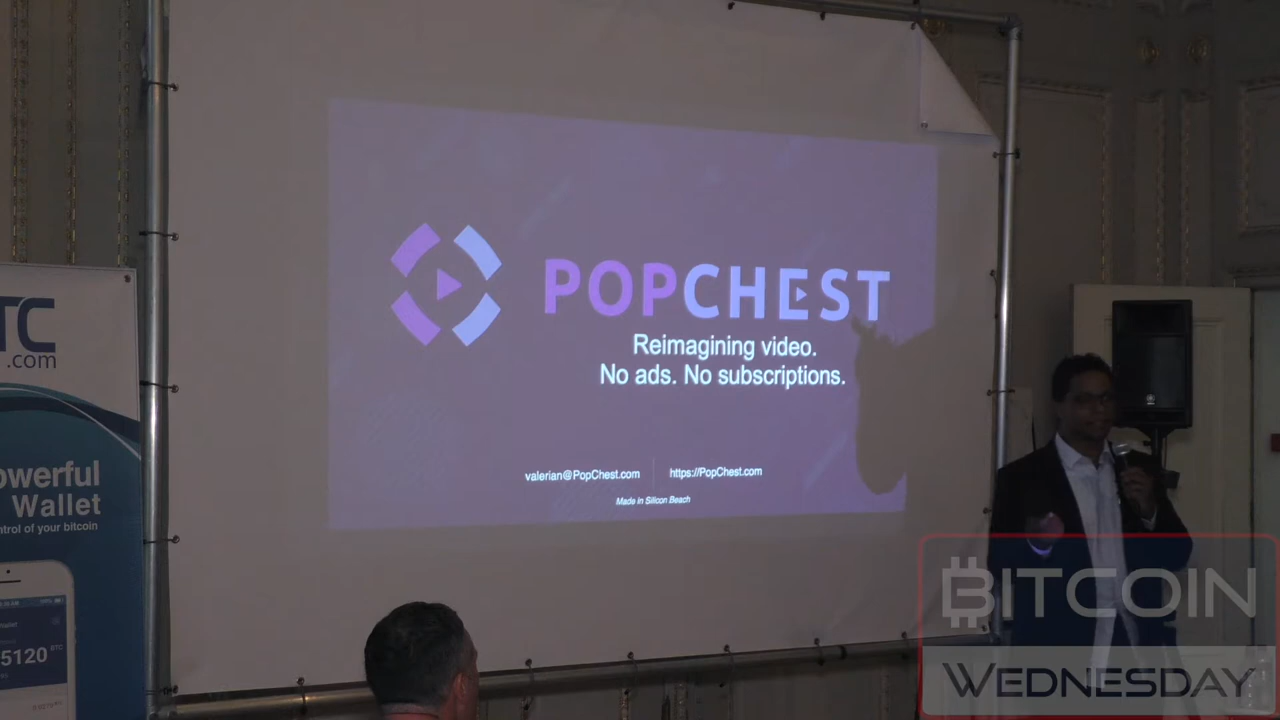 POPCHEST
Reimagining video.
No ads. No subscriptions.
valerian@PopChest.com
https://PopChest.com
Made in Silicon Beach
TC
.com
owerful
Wallet
ntrol of your bitcoin
5120 BTC
BITCOIN
WEDNESDAY